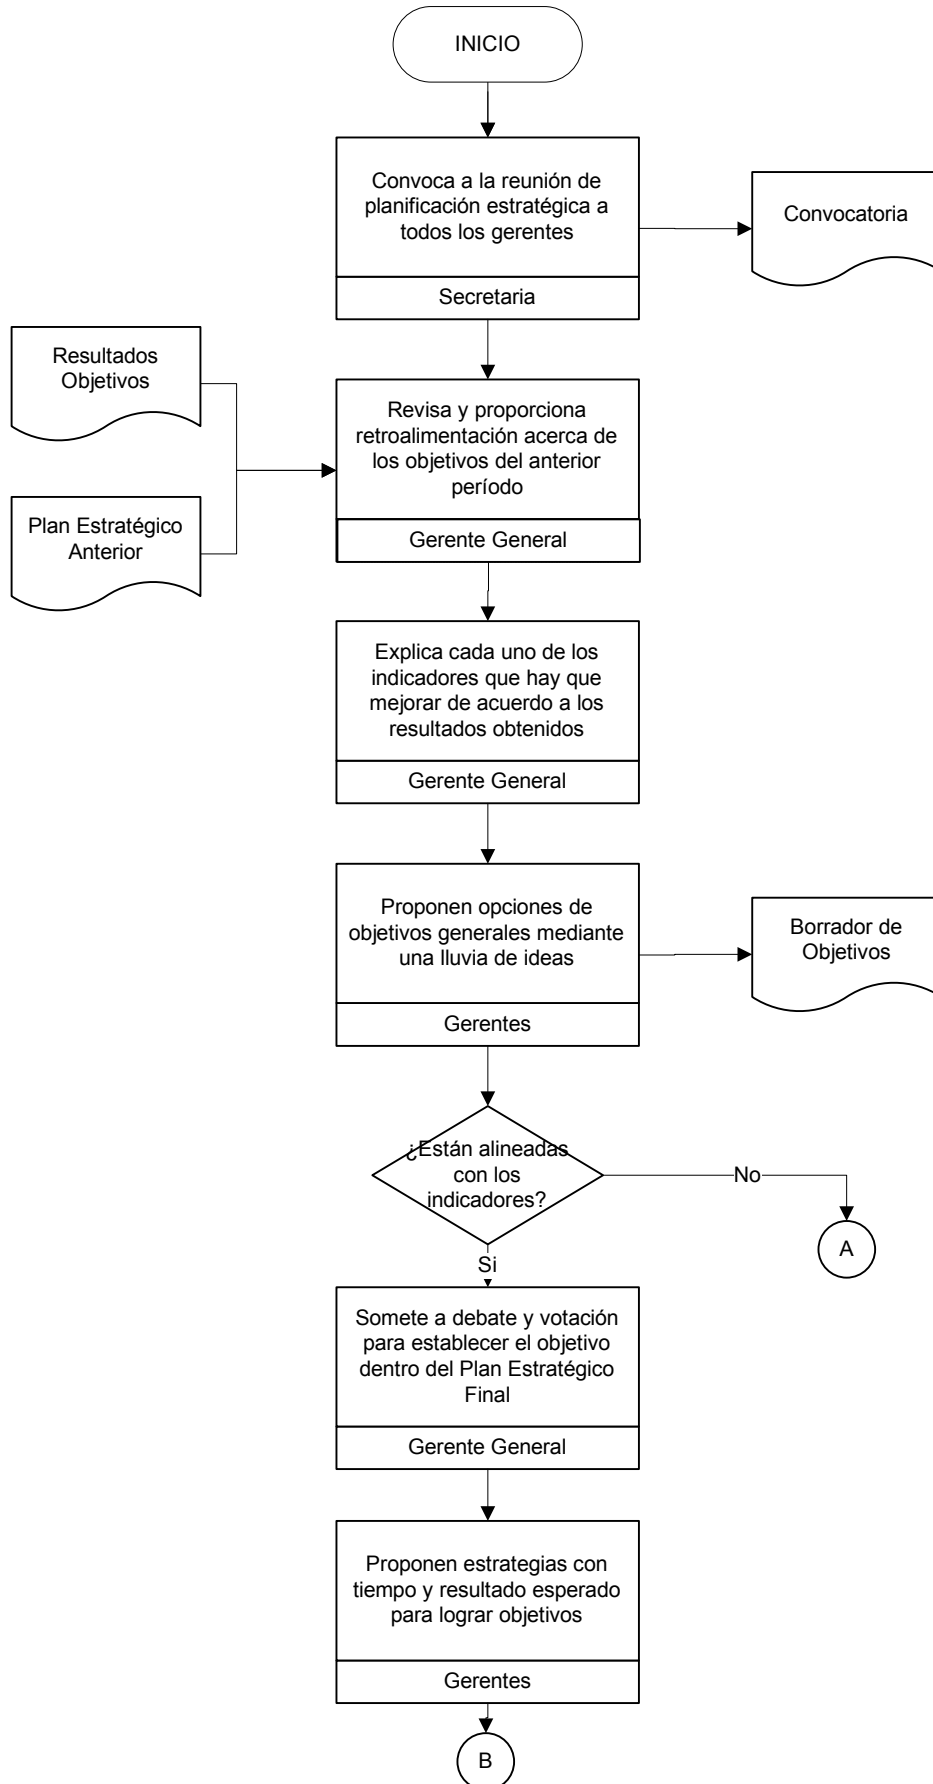 INICIO
Convoca a la reunión de
planificación estratégica a
todos los gerentes
Secretaria
Convocatoria
Resultados
Objetivos
Plan Estratégico
Anterior
Revisa y proporciona
retroalimentación acerca de
los objetivos del anterior
período
Gerente General
Explica cada uno de los
indicadores que hay que
mejorar de acuerdo a los
resultados obtenidos
Gerente General
Proponen opciones de
objetivos generales mediante
una lluvia de ideas
Gerentes
Borrador de
Objetivos
¿Están alineadas
con los
indicadores?
No
A
Si
Somete a debate y votación
para establecer el objetivo
dentro del Plan Estratégico
Final
Gerente General
Proponen estrategias con
tiempo y resultado esperado
para lograr objetivos
Gerentes
B